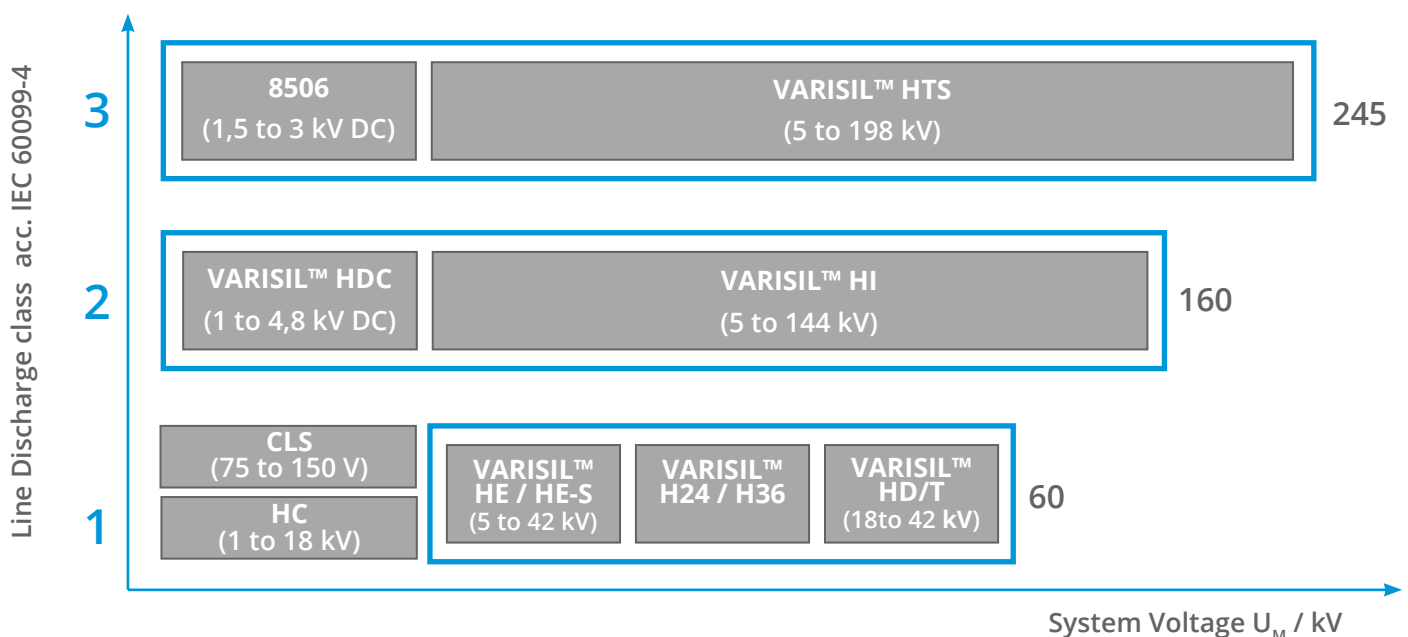 Line Discharge class acc. IEC 60099-4
3
8506
(1,5 to 3 kV DC)
VARISIL™ HTS
(5 to 198 kV)
245
2
VARISIL™ HDC
(1 to 4,8 kV DC)
VARISIL™ HI
(5 to 144 kV)
160
1
CLS
(75 to 150 V)
HC
(1 to 18 kV)
VARISIL™
HE / HE-S
(5 to 42 kV)
VARISIL™
H24 / H36
VARISIL™
HD/T
(18to 42 kV)
60
System Voltage U_M / kV